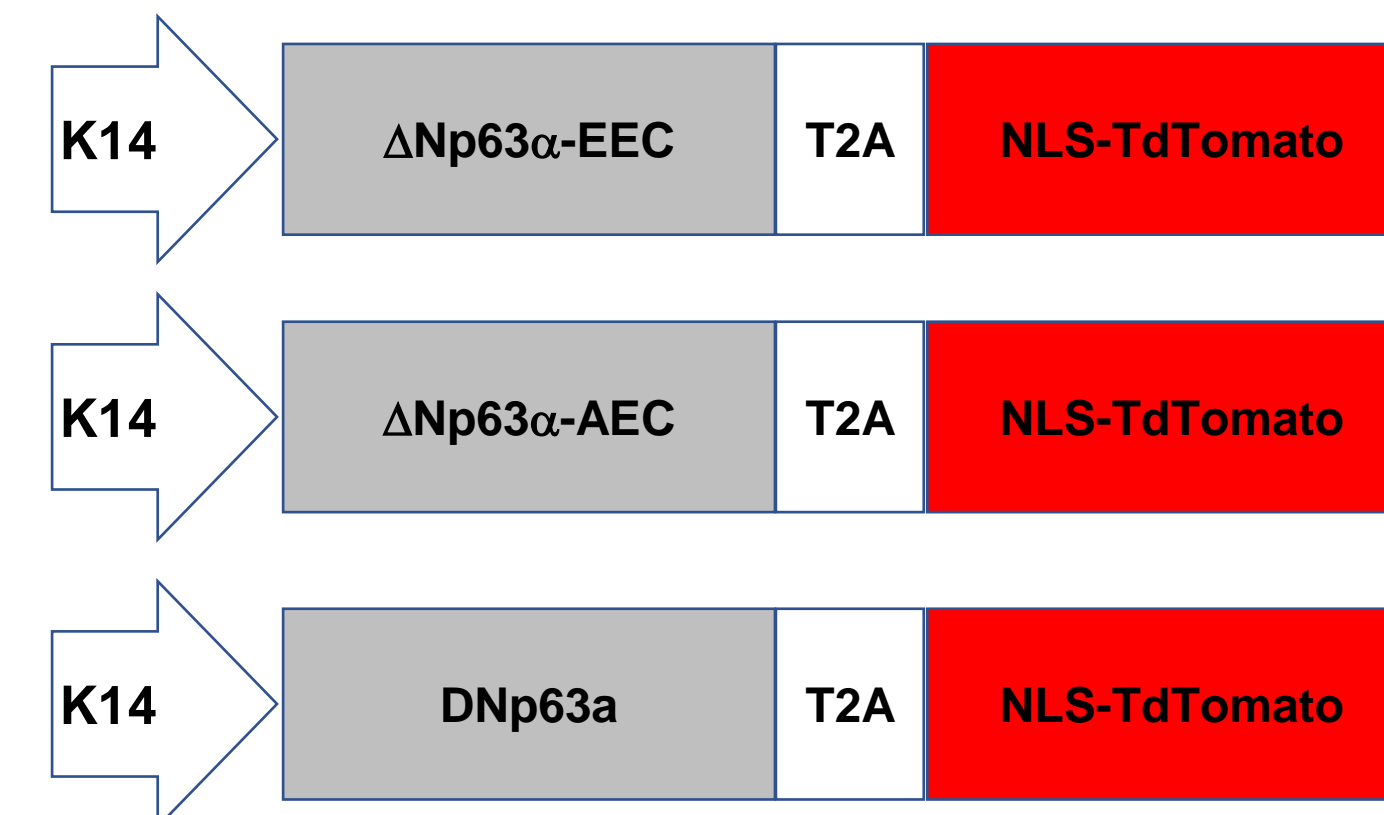 K14 ΔNp63α-EEC T2A NLS-TdTomato
K14 ΔNp63α-AEC T2A NLS-TdTomato
K14 DNp63a T2A NLS-TdTomato